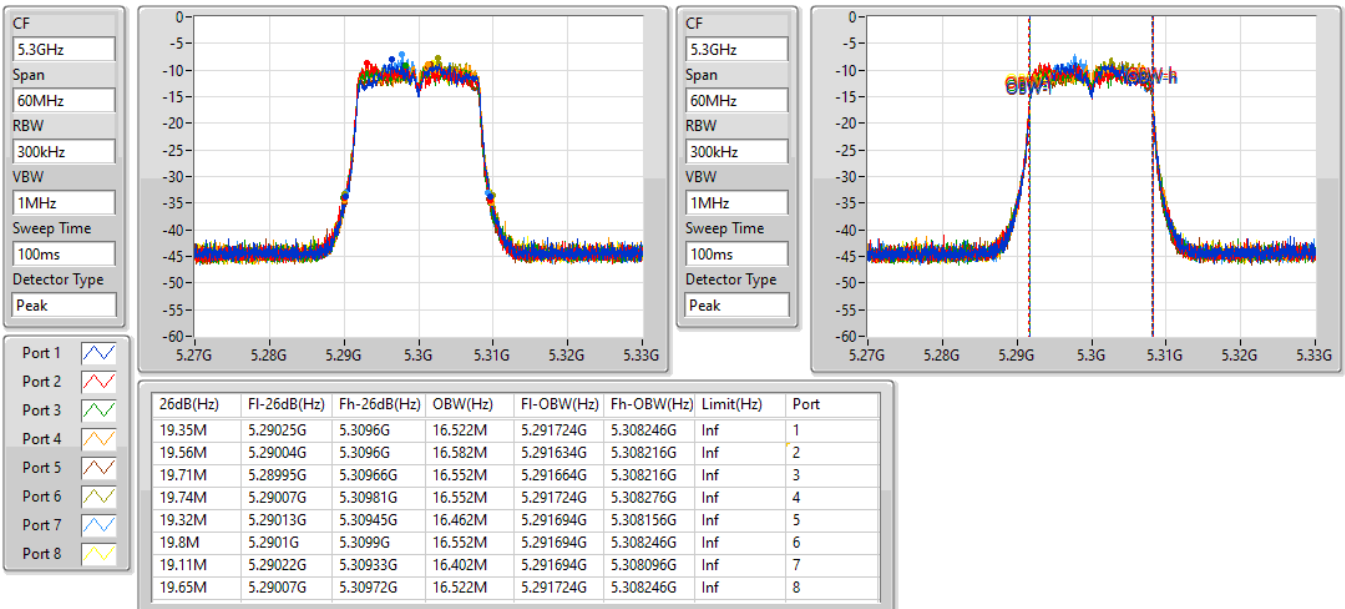 CF
5.3GHz
Span
60MHz
RBW
300kHz
VBW
1MHz
Sweep Time
100ms
Detector Type
Peak
0-
-5-
-10-
-15-
-20-
-25-
-30-
-35-
-40-
-45-
-50-
-55-
-60-
5.27G 5.28G 5.29G 5.3G 5.31G 5.32G 5.33G
CF
5.3GHz
Span
60MHz
RBW
300kHz
VBW
1MHz
Sweep Time
100ms
Detector Type
Peak
0-
-5-
-10-
-15-
-20-
-25-
-30-
-35-
-40-
-45-
-50-
-55-
-60-
5.27G 5.28G 5.29G 5.3G 5.31G 5.32G 5.33G
Port 1
Port 2
Port 3
Port 4
Port 5
Port 6
Port 7
Port 8
26dB(Hz) Fl-26dB(Hz) Fh-26dB(Hz) OBW(Hz) Fl-OBW(Hz) Fh-OBW(Hz) Limit(Hz) Port
19.35M 5.29025G 5.3096G 16.522M 5.291724G 5.308246G Inf 1
19.56M 5.29004G 5.3096G 16.582M 5.291634G 5.308216G Inf 2
19.71M 5.28995G 5.30966G 16.552M 5.291664G 5.308216G Inf 3
19.74M 5.29007G 5.30981G 16.552M 5.291724G 5.308276G Inf 4
19.32M 5.29013G 5.30945G 16.462M 5.291694G 5.308156G Inf 5
19.8M 5.2901G 5.3099G 16.552M 5.291694G 5.308246G Inf 6
19.11M 5.29022G 5.30933G 16.402M 5.291694G 5.308096G Inf 7
19.65M 5.29007G 5.30972G 16.522M 5.291724G 5.308246G Inf 8